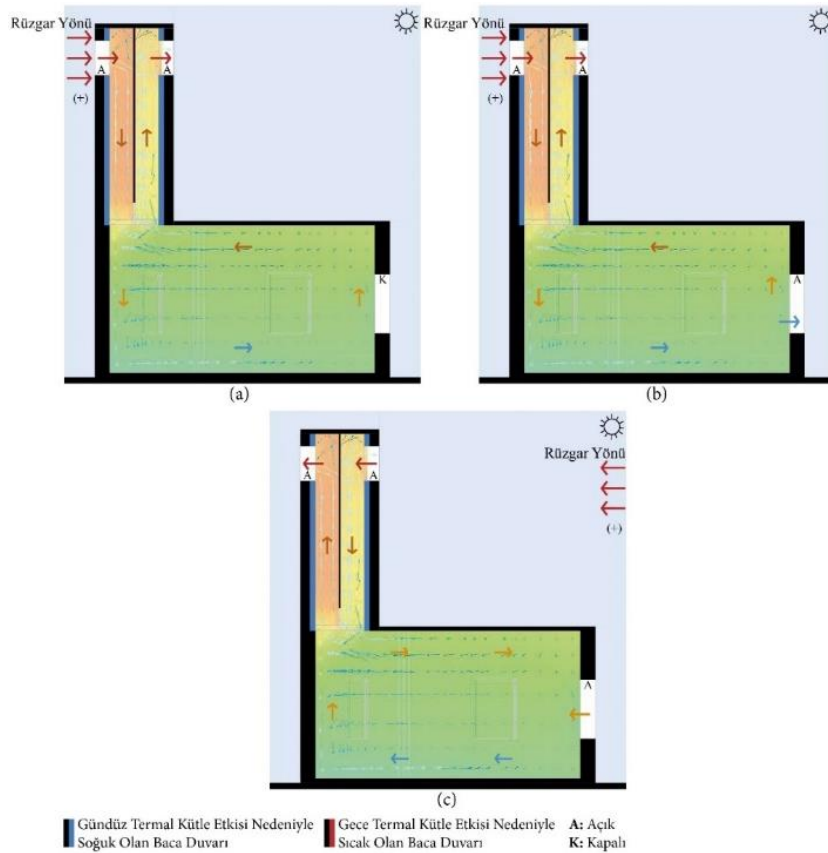 Rüzgar Yönü
A
A
(+)
K
(a)
Rüzgar Yönü
A
A
(+)
A
(b)
Rüzgar Yönü
A
A
(+)
A
(c)
Gündüz Termal Kütle Etkisi Nedeniyle
Soğuk Olan Baca Duvarı
Gece Termal Kütle Etkisi Nedeniyle
Sıcak Olan Baca Duvarı
A: Açık
K: Kapalı